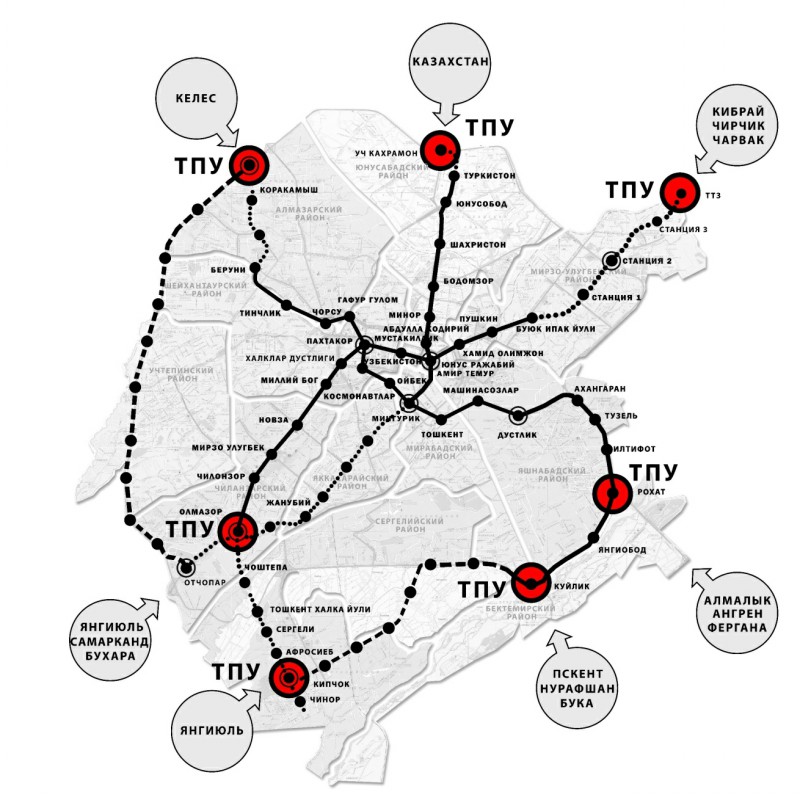 КАЗАХСТАН
КЕЛЕС
КИБРАЙ
ЧИРЧИК
ЧАРВАК
ТПУ
УЧ КАХРАМОН
ЮНУСАБАДСКИЙ
РАЙОН
ТУРКИСТОН
ТПУ
КОРАКАМЫШ
ТПУ
ТТЗ
АЛМАЗАРСКИЙ
РАЙОН
ЮНУСОБОД
СТАНЦИЯ 3
ШАХРИСТОН
СТАНЦИЯ 2
МИРЗО-УЛУГБЕКСКИЙ
РАЙОН
БЕРУНИ
ШЕЙХАНТАУРСКИЙ
РАЙОН
БОДОМЗОР
СТАНЦИЯ 1
ГАФУР ГУЛОМ
ТИНЧЛИК
ЧОРСУ
МИНОР
ПУШКИН
АБДУЛЛА КОДИРИЙ
БУЮК ИПАК ЙУЛИ
ПАХТАКОР
МУСТАКИЛЛИК
ХАМИД ОЛИМЖОН
ХАЛКЛАР ДУСТЛИГИ
УЗБЕКИСТОН
ЮНУС РАЖАБИЙ
АМИР ТЕМУР
УЧТЕПИНСКИЙ
РАЙОН
МИЛЛИЙ БОГ
ОЙБЕК
МАШИНАСОЗЛАР
АХАНГАРАН
КОСМОНАВТЛАР
МИНГУРИК
ТУЗЕЛЬ
НОВЗА
ТОШКЕНТ
ДУСТЛИК
МИРЗО УЛУГБЕК
МИРАБАДСКИЙ
РАЙОН
ИЛТИФОТ
ЧИЛОНЗОР
ЯККАСАРАЙСКИЙ
РАЙОН
ЯШНАБАДСКИЙ
РАЙОН
ТПУ
РОХАТ
ЧИЛАНЗАРСКИЙ
РАЙОН
ЖАНУБИЙ
ОЛМАЗОР
ТПУ
СЕРГЕЛИЙСКИЙ
РАЙОН
ЯНГИОБОД
ОТЧОПАР
ЧОШТЕПА
ТПУ
КУЙЛИК
БЕКТЕМИРСКИЙ
РАЙОН
ТОШКЕНТ ХАЛКА ЙУЛИ
СЕРГЕЛИ
ЯНГИЮЛЬ
САМАРКАНД
БУХАРА
АЛМАЛЫК
АНГРЕН
ФЕРГАНА
АФРОСИЕБ
ТПУ
КИПЧОК
ЧИНОР
ПСКЕНТ
НУРАФШАН
БУКА
ЯНГИЮЛЬ